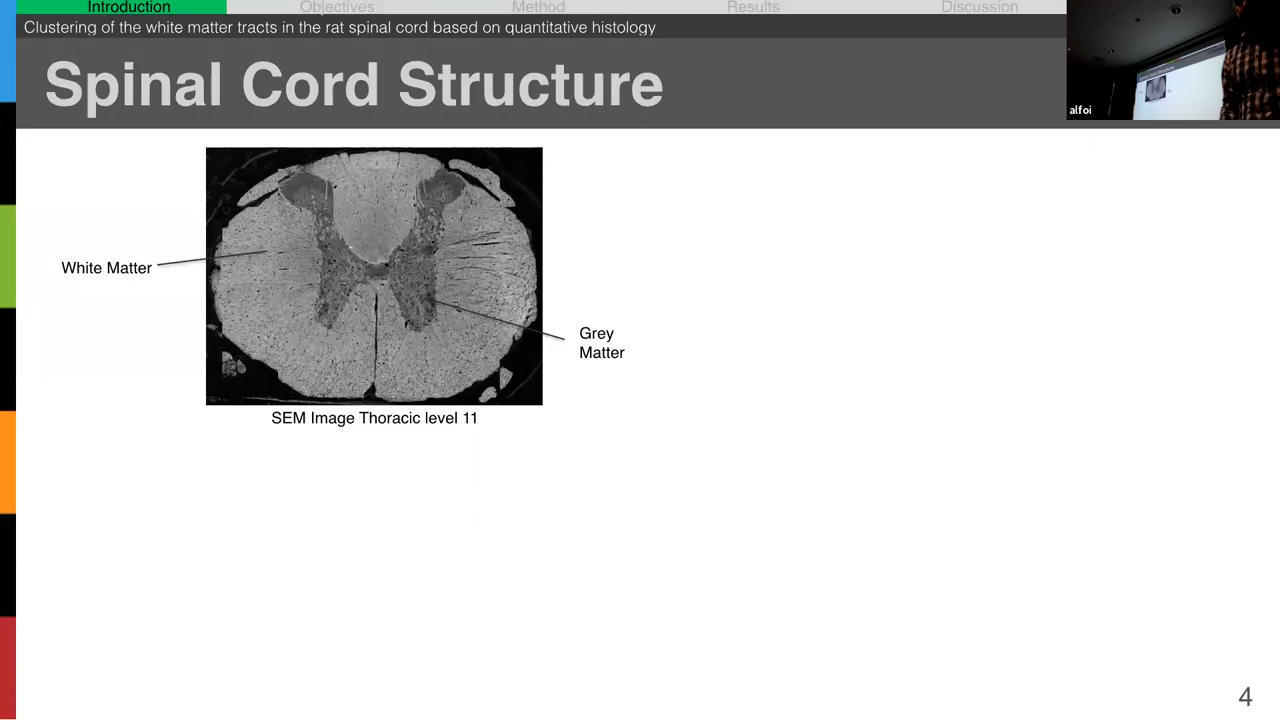 Introduction
Objectives
Method
Results
Discussion
Clustering of the white matter tracts in the rat spinal cord based on quantitative histology
Spinal Cord Structure
alfoi
White Matter
Grey
Matter
SEM Image Thoracic level 11
4